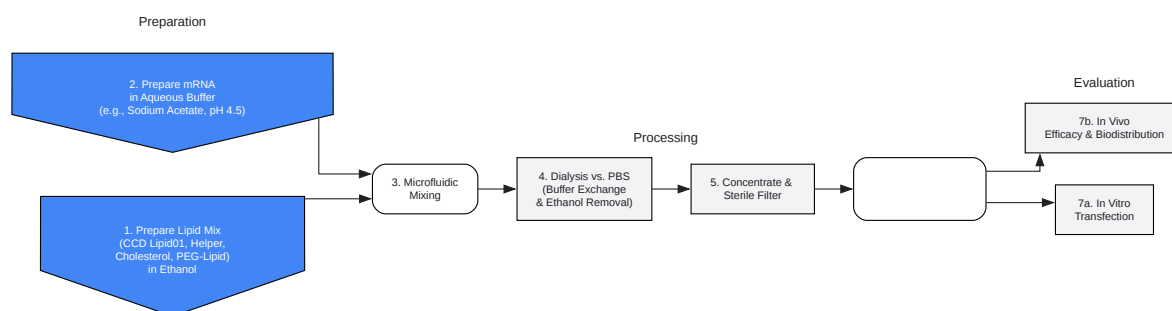 Preparation
2. Prepare mRNA
in Aqueous Buffer
(e.g., Sodium Acetate, pH 4.5)
1. Prepare Lipid Mix
(CCD Lipid01, Helper,
Cholesterol, PEG-Lipid)
in Ethanol
3. Microfluidic
Mixing
Processing
4. Dialysis vs. PBS
(Buffer Exchange
& Ethanol Removal)
5. Concentrate &
Sterile Filter
Evaluation
7b. In Vivo
Efficacy & Biodistribution
7a. In Vitro
Transfection